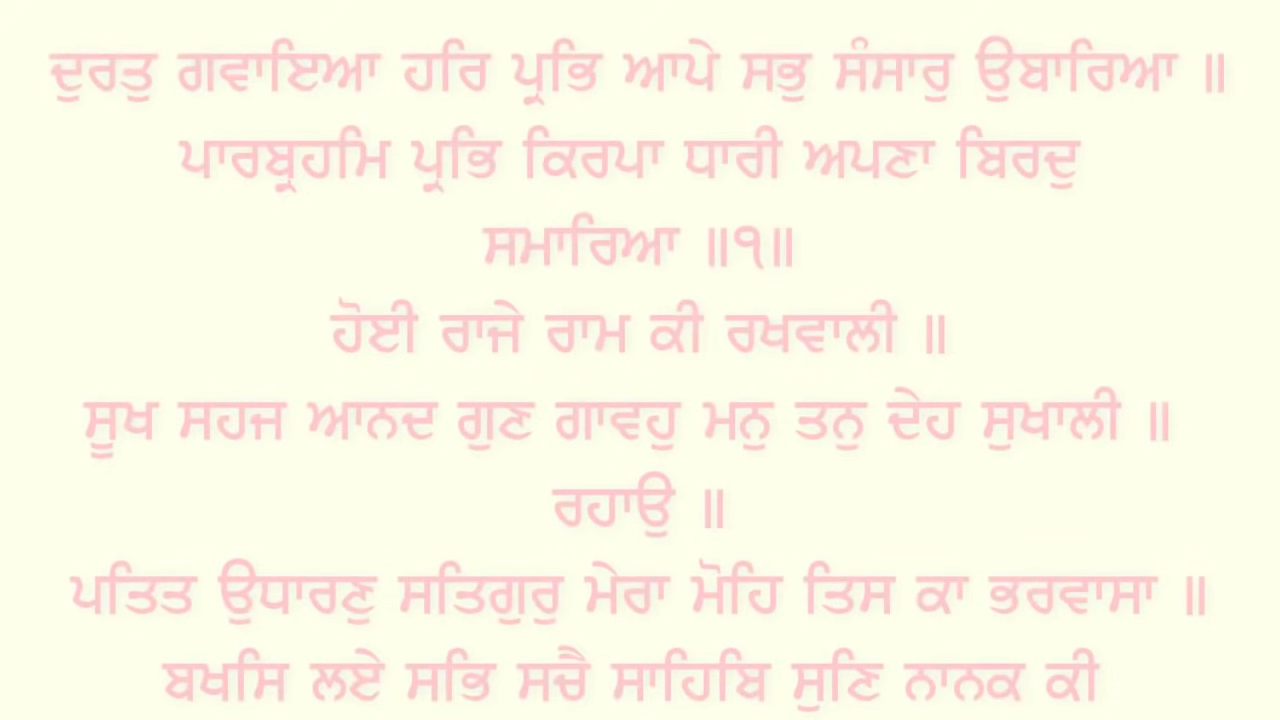 ਦੁਰਤੁ ਗਵਾਇਆ ਹਰਿ ਪ੍ਰਭਿ ਆਪੇ ਸਭੁ ਸੰਸਾਰੁ ਉਬਾਰਿਆ ॥
ਪਾਰਬ੍ਰਹਮਿ ਪ੍ਰਭਿ ਕਿਰਪਾ ਧਾਰੀ ਅਪਣਾ ਬਿਰਦੁ
ਸਮਾਰਿਆ ॥੧॥
ਹੋਈ ਰਾਜੇ ਰਾਮ ਕੀ ਰਖਵਾਲੀ ॥
ਸੂਖ ਸਹਜ ਆਨਦ ਗੁਣ ਗਾਵਹੁ ਮਨੁ ਤਨੁ ਦੇਹ ਸੁਖਾਲੀ ॥
ਰਹਾਉ ॥
ਪਤਿਤ ਉਧਾਰਣੁ ਸਤਿਗੁਰੁ ਮੇਰਾ ਮੋਹਿ ਤਿਸ ਕਾ ਭਰਵਾਸਾ ॥
ਬਖਸਿ ਲਏ ਸਭਿ ਸਚੈ ਸਾਹਿਬਿ ਸੁਣਿ ਨਾਨਕ ਕੀ